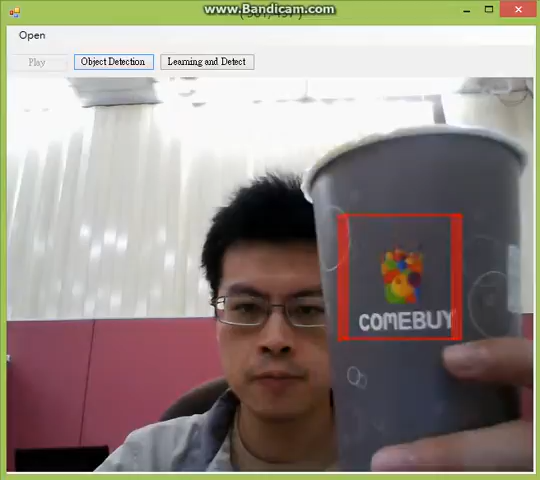 www.Bandicam.com
Open
Play
Object Detection
Learning and Detect
COMEBUY